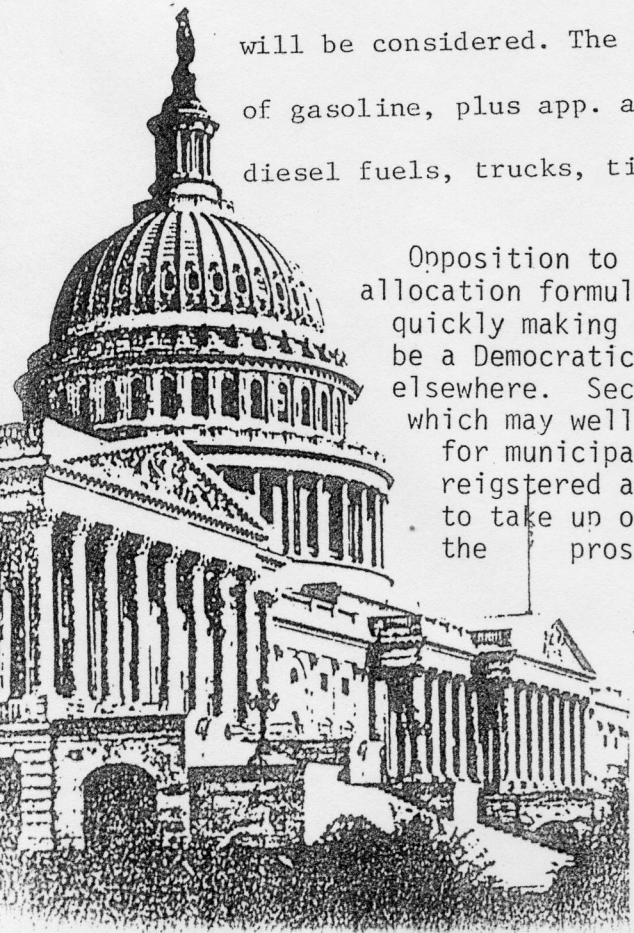 will be considered. The
of gasoline, plus app. a
diesel fuels, trucks, ti
Opposition to
allocation formul
quickly making
be a Democratic
elsewhere. Sec
which may well
for municipa
reigstered a
to take up o
the pros